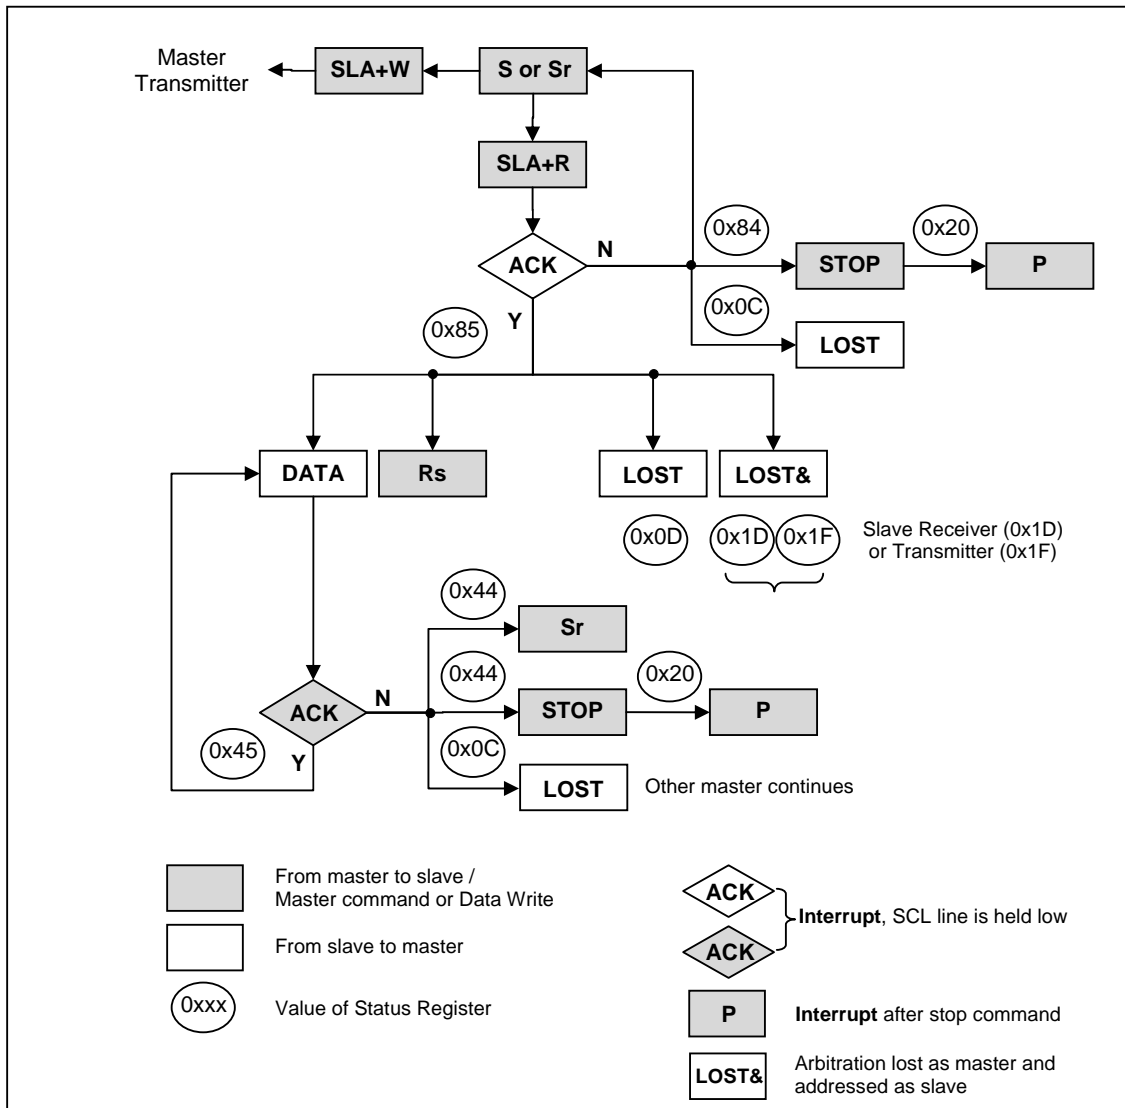 Master
Transmitter
SLA+W
S or Sr
SLA+R
ACK
N
0x84
0x20
STOP
P
0x0C
LOST
Y
0x85
DATA
Rs
LOST
LOST&
0x0D
0x1D
0x1F
Slave Receiver (0x1D)
or Transmitter (0x1F)
0x44
Sr
0x44
0x20
ACK
N
STOP
P
0x45
Y
0x0C
LOST
Other master continues
From master to slave /
Master command or Data Write
From slave to master
0xxx
Value of Status Register
ACK
Interrupt, SCL line is held low
ACK
P
Interrupt after stop command
LOST&
Arbitration lost as master and
addressed as slave